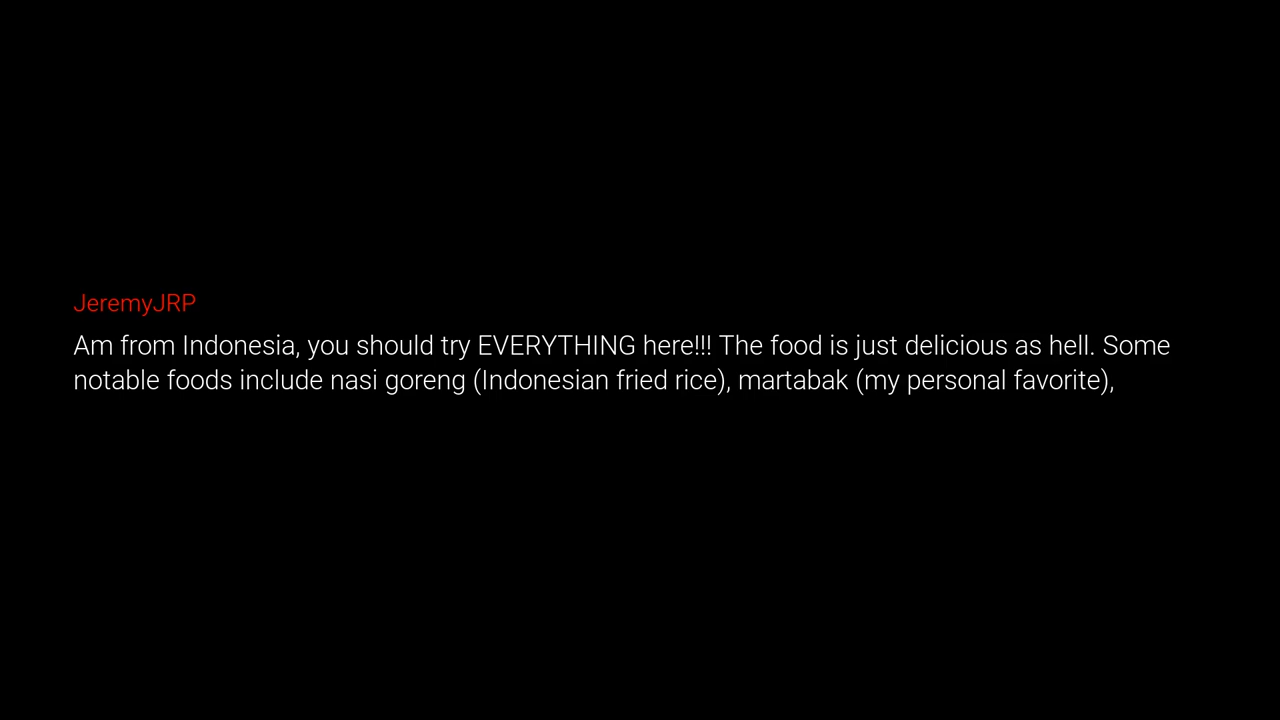 JeremyJRP
Am from Indonesia, you should try EVERYTHING here!!! The food is just delicious as hell. Some
notable foods include nasi goreng (Indonesian fried rice), martabak (my personal favorite),